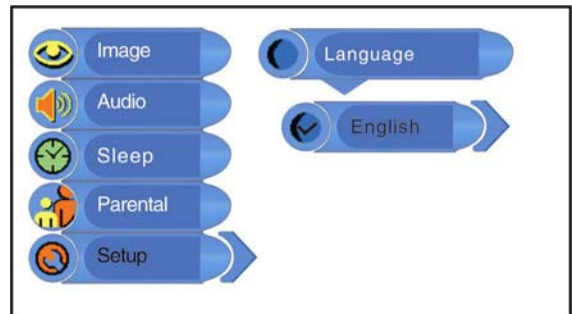 Image
Audio
Sleep
Parental
Setup
Language
English